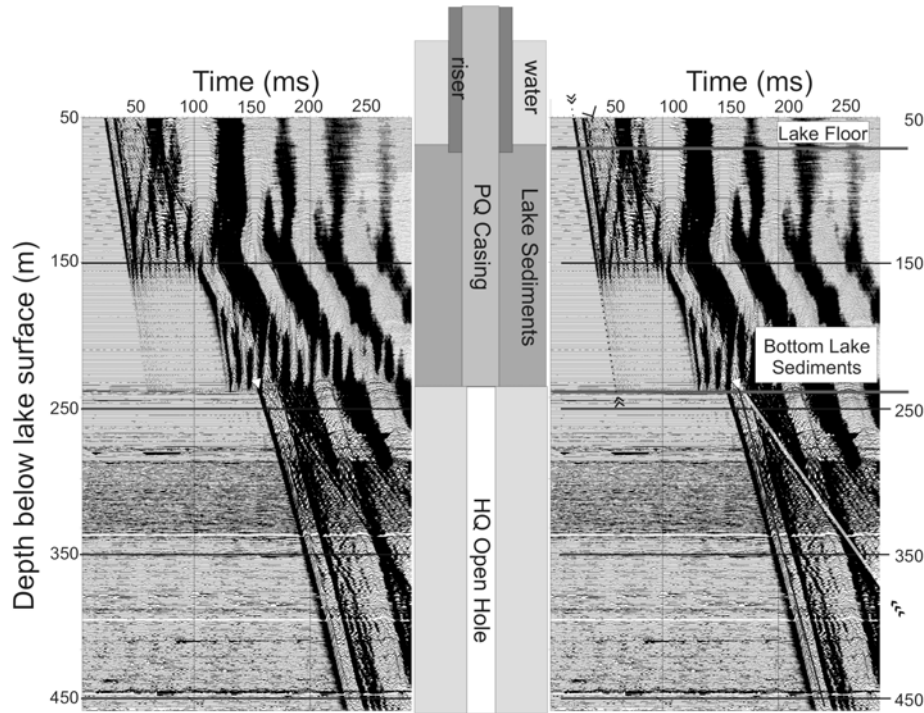 Time (ms)
50 100 150 200 250
50
150
250
350
450
Depth below lake surface (m)
riser
water
PQ Casing
Lake Sediments
HQ Open Hole
Time (ms)
50 100 150 200 250
Lake Floor
50
150
Bottom Lake
Sediments
250
350
450